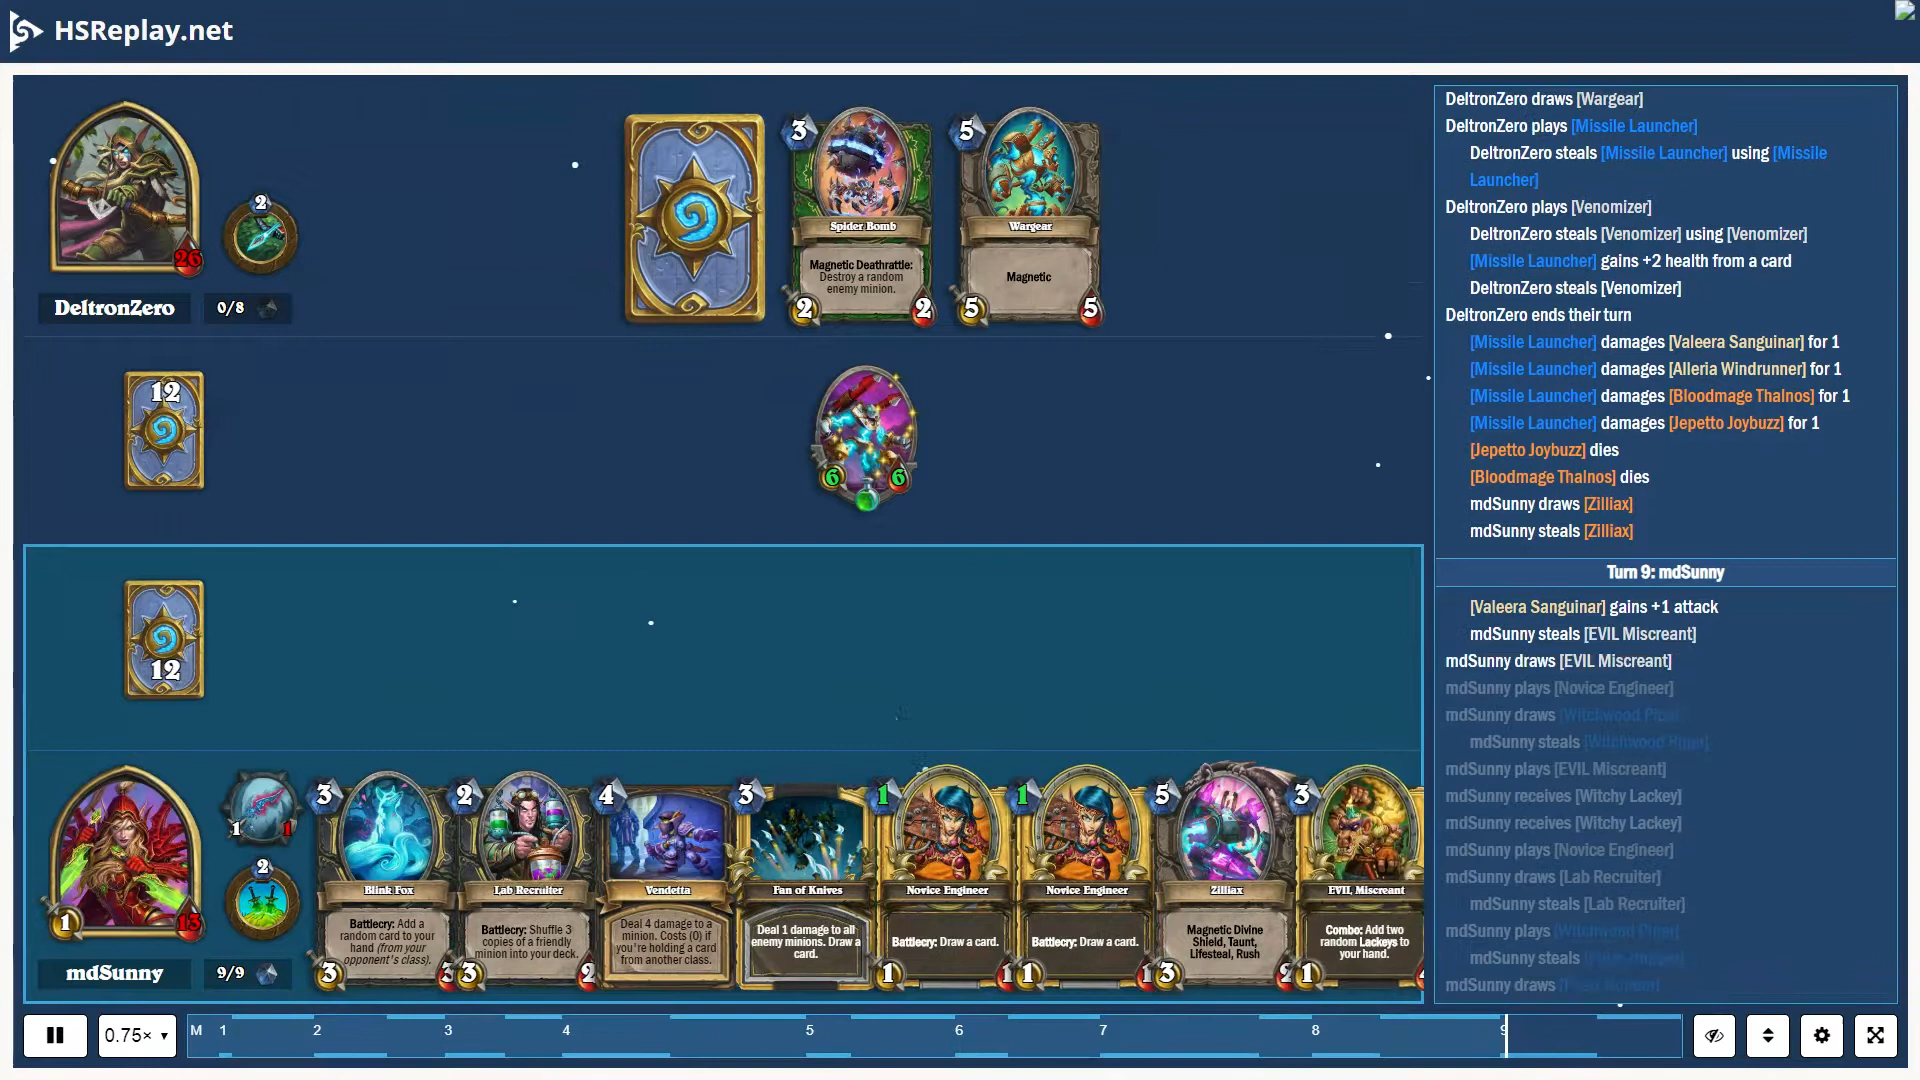 HSReplay.net
3
Spider Bomb
Magnetic Deathrattle:
Destroy a random
enemy minion.
2
2
5
Wargear
Magnetic
5
5
2
26
DeltronZero
0/8
12
6
6
12
1
13
1
1
2
mdSunny
9/9
3
Blink Fox
Battlecry: Add a
random card to your
hand (from your
opponent's class).
3
2
Lab Recruiter
Battlecry: Shuffle 3
copies of a friendly
minion into your deck.
3
2
4
Vendetta
Deal 4 damage to a
minion. Costs (0) if
you're holding a card
from another class.
3
Fan of Knives
Deal 1 damage to all
enemy minions. Draw a
card.
1
Novice Engineer
Battlecry: Draw a card.
1
1
1
Novice Engineer
Battlecry: Draw a card.
1
1
5
Zilliax
Magnetic Divine
Shield, Taunt,
Lifesteal, Rush
3
2
3
EVIL Miscreant
Combo: Add two
random Lackeys to
your hand.
1
DeltronZero draws [Wargear]
DeltronZero plays [Missile Launcher]
DeltronZero steals [Missile Launcher] using [Missile
Launcher]
DeltronZero plays [Venomizer]
DeltronZero steals [Venomizer] using [Venomizer]
[Missile Launcher] gains +2 health from a card
DeltronZero steals [Venomizer]
DeltronZero ends their turn
[Missile Launcher] damages [Valeera Sanguinar] for 1
[Missile Launcher] damages [Alleria Windrunner] for 1
[Missile Launcher] damages [Bloodmage Thalnos] for 1
[Missile Launcher] damages [Jepetto Joybuzz] for 1
[Jepetto Joybuzz] dies
[Bloodmage Thalnos] dies
mdSunny draws [Zilliax]
mdSunny steals [Zilliax]
Turn 9: mdSunny
[Valeera Sanguinar] gains +1 attack
mdSunny steals [EVIL Miscreant]
mdSunny draws [EVIL Miscreant]
mdSunny plays [Novice Engineer]
mdSunny draws [Witchwood Piper]
mdSunny steals [Witchwood Piper]
mdSunny plays [EVIL Miscreant]
mdSunny receives [Witchy Lackey]
mdSunny receives [Witchy Lackey]
mdSunny plays [Novice Engineer]
mdSunny draws [Lab Recruiter]
mdSunny steals [Lab Recruiter]
mdSunny plays [Witchwood Piper]
mdSunny steals
mdSunny draws
0.75×
M 1 2 3 4 5 6 7 8 9